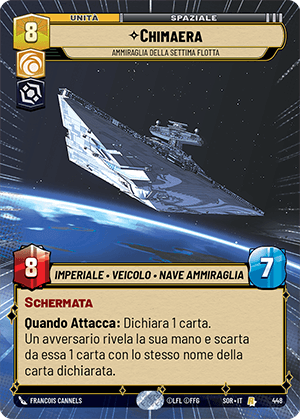 UNITÀ SPAZIALE
8
✧CHIMAERA
AMMIRAGLIA DELLA SETTIMA FLOTTA
8
IMPERIALE • VEICOLO • NAVE AMMIRAGLIA
7
SCHERMATA
Quando Attacca: Dichiara 1 carta.
Un avversario rivela la sua mano e scarta
da essa 1 carta con lo stesso nome della
carta dichiarata.
FRANCOIS CANNELS ©LFL ©FFG SOR • IT 448